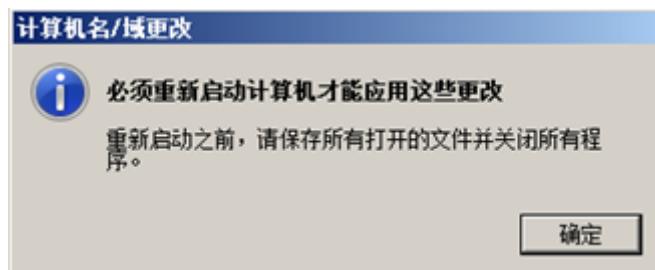 计算机名/域更改
必须重新启动计算机才能应用这些更改
重新启动之前，请保存所有打开的文件并关闭所有程
序。
确定